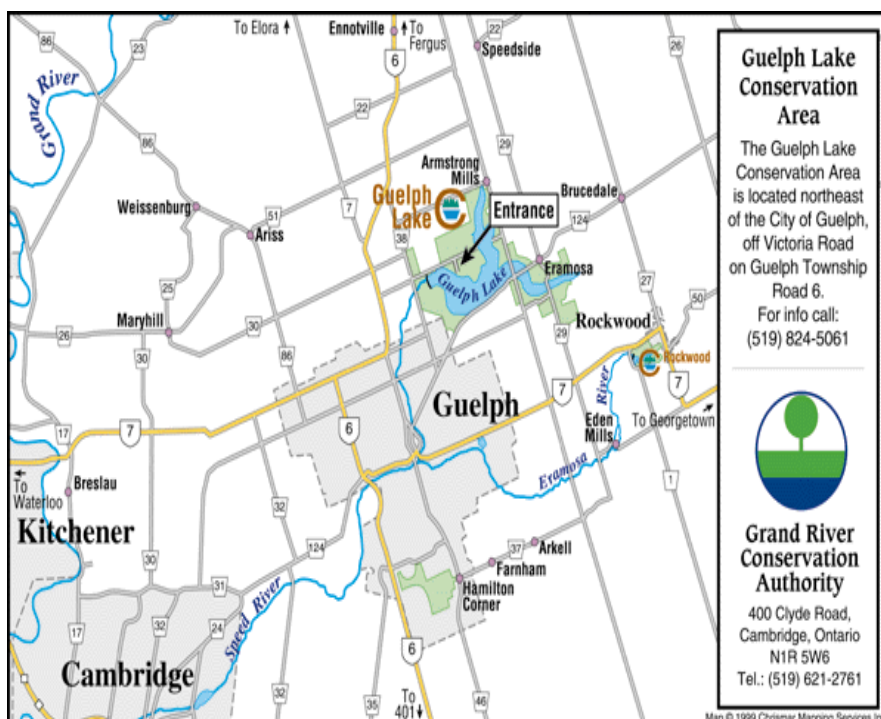 To Elora
Ennotville
To
Fergus
Speedside
86
23
22
6
22
26
Grand River
86
22
29
Armstrong
Mills
Guelph
Lake
Entrance
Brucedale
Weissenburg
51
7
124
Ariss
38
Eramosa
25
Guelph Lake
27
50
Maryhill
26
30
30
Rockwood
Rockwood
86
29
7
7
Guelph
River
17
7
6
Eden
Mills
To Georgetown
To
Waterloo
Breslau
Eramosa
1
Kitchener
32
32
124
37
Arkell
Farnham
30
31
Hamilton
Corner
Speed River
17
32
24
6
Cambridge
To
401
35
46
Guelph Lake
Conservation
Area
The Guelph Lake
Conservation Area
is located northeast
of the City of Guelph,
off Victoria Road
on Guelph Township
Road 6.
For info call:
(519) 824-5061
Grand River
Conservation
Authority
400 Clyde Road,
Cambridge, Ontario
N1R 5W6
Tel.: (519) 621-2761
Map © 1999 Chrismar Mapping Services Inc